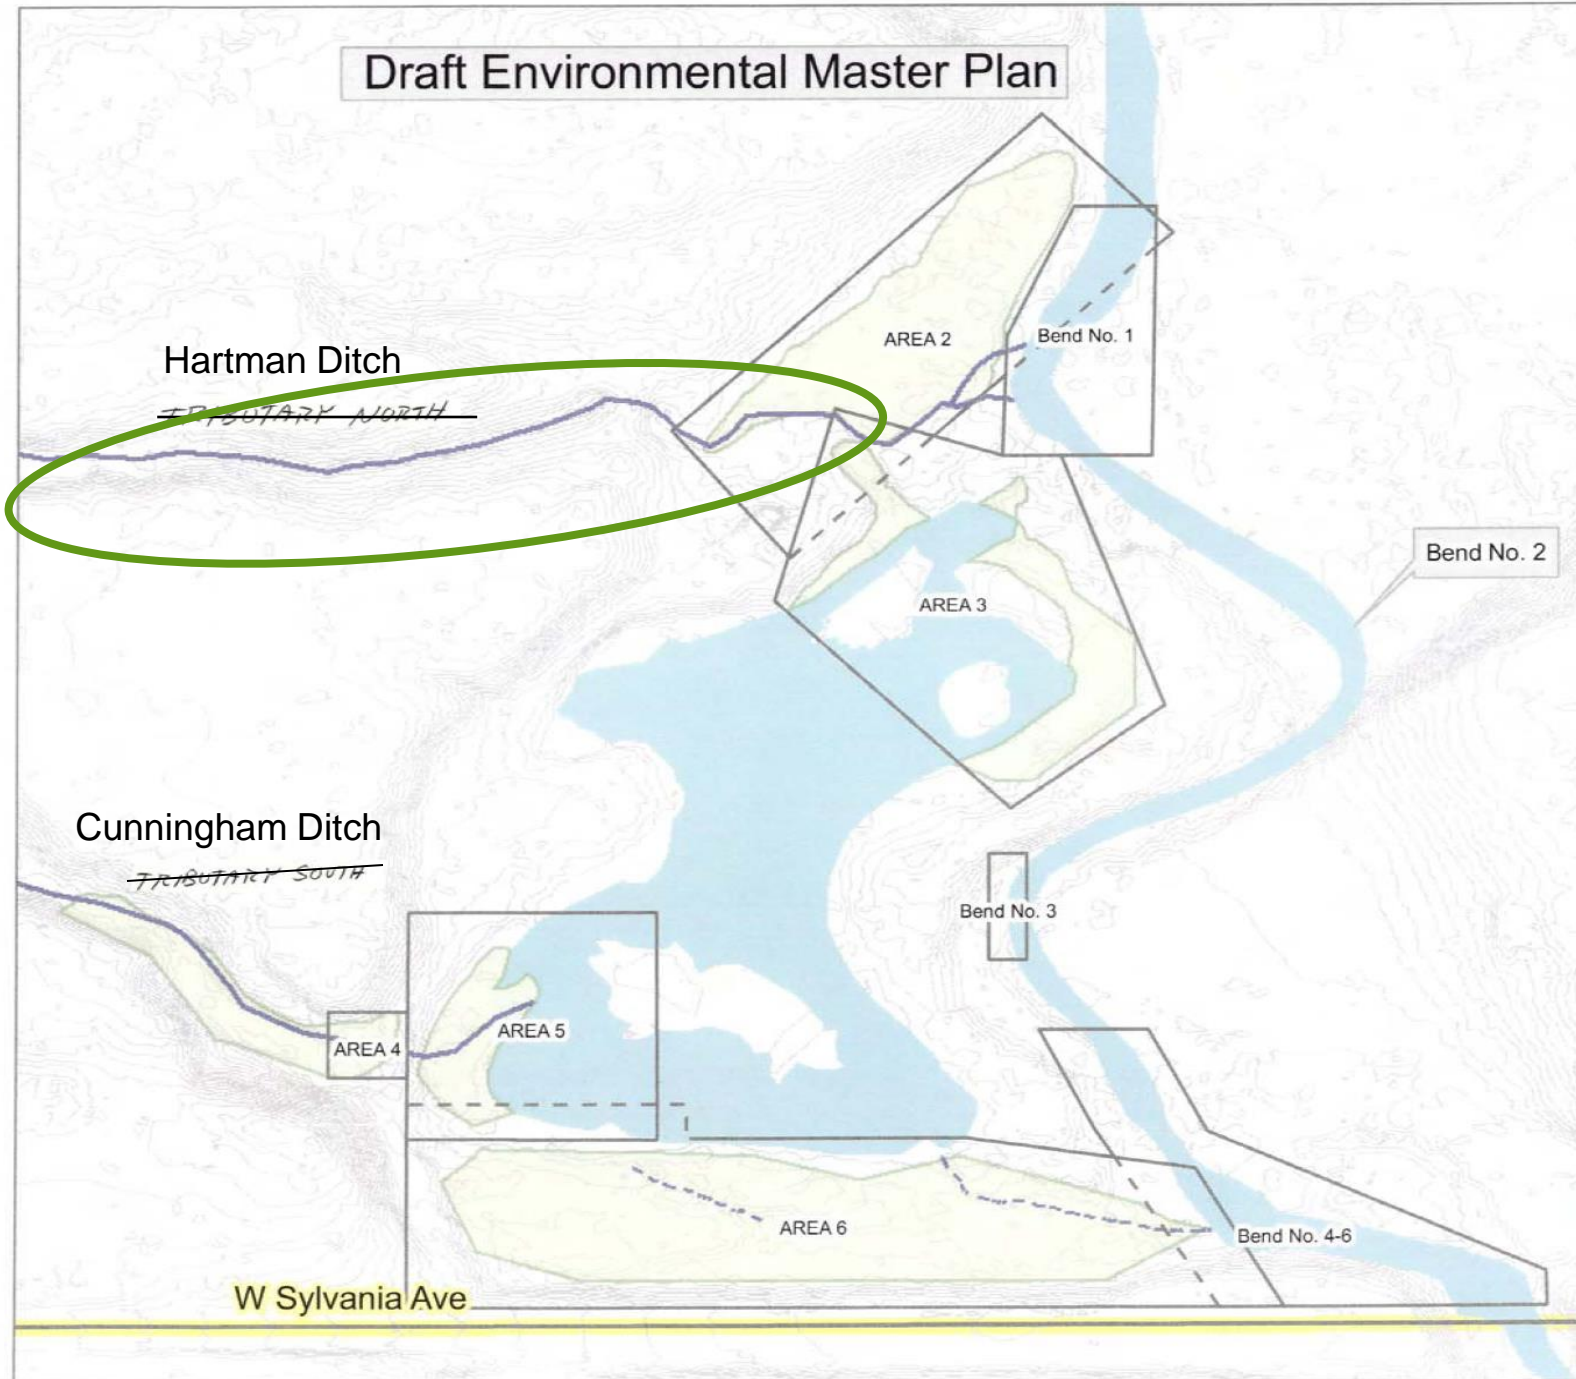 Draft Environmental Master Plan
AREA 2
Bend No. 1
Hartman Ditch
TRIBUTARY NORTH
Bend No. 2
AREA 3
Cunningham Ditch
TRIBUTARY SOUTH
Bend No. 3
AREA 5
AREA 4
AREA 6
Bend No. 4-6
W Sylvania Ave